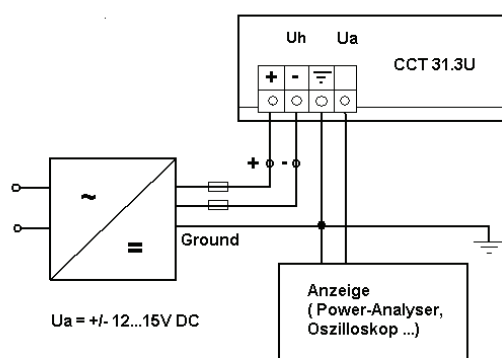 Uh Ua
CCT 31.3U
+ -
+ -
~
=
Ground
Ua = +/- 12...15V DC
Anzeige
( Power-Analyser,
Oszilloskop ...)